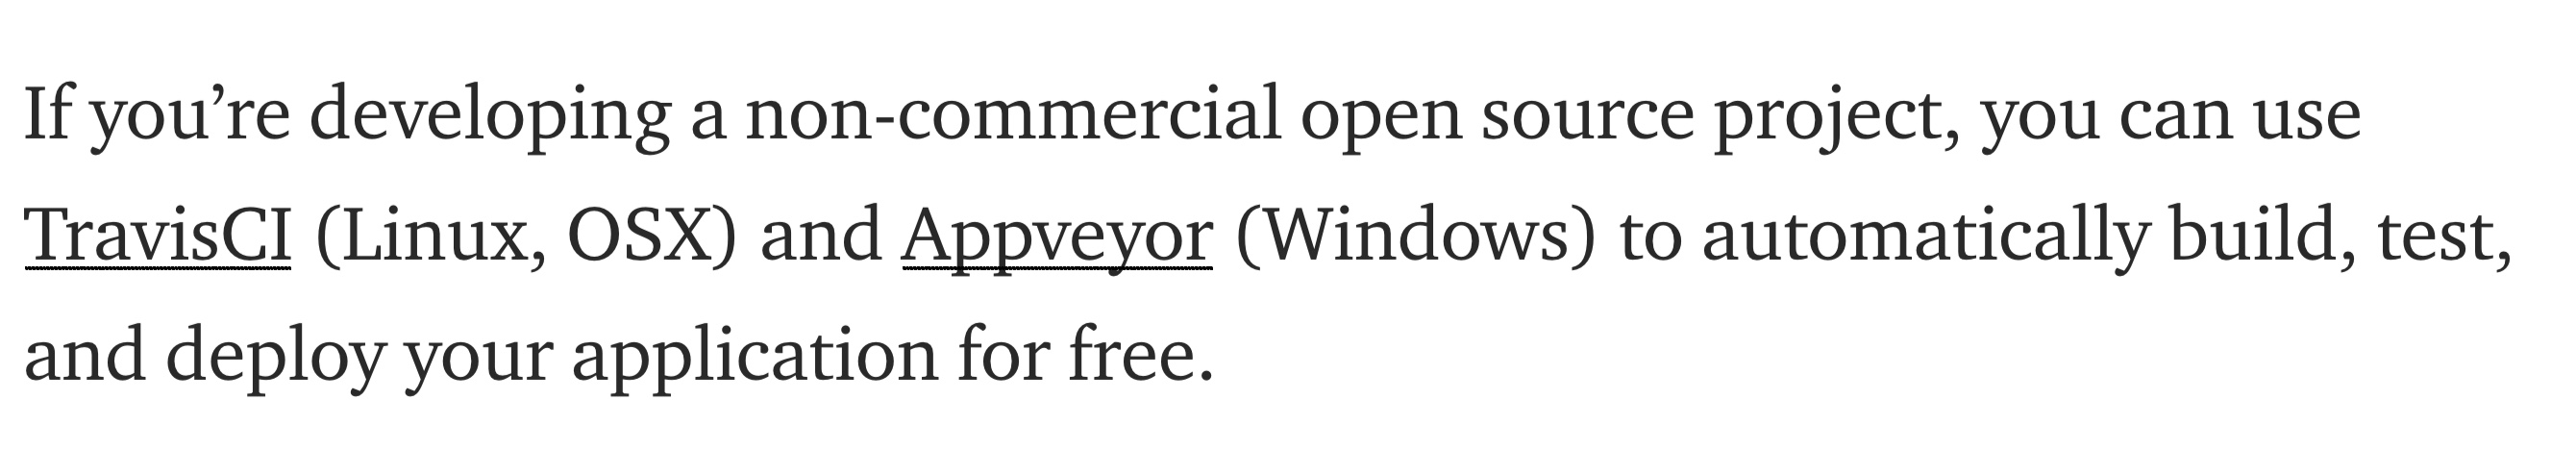 If you’re developing a non-commercial open source project, you can use
TravisCI (Linux, OSX) and Appveyor (Windows) to automatically build, test,
and deploy your application for free.